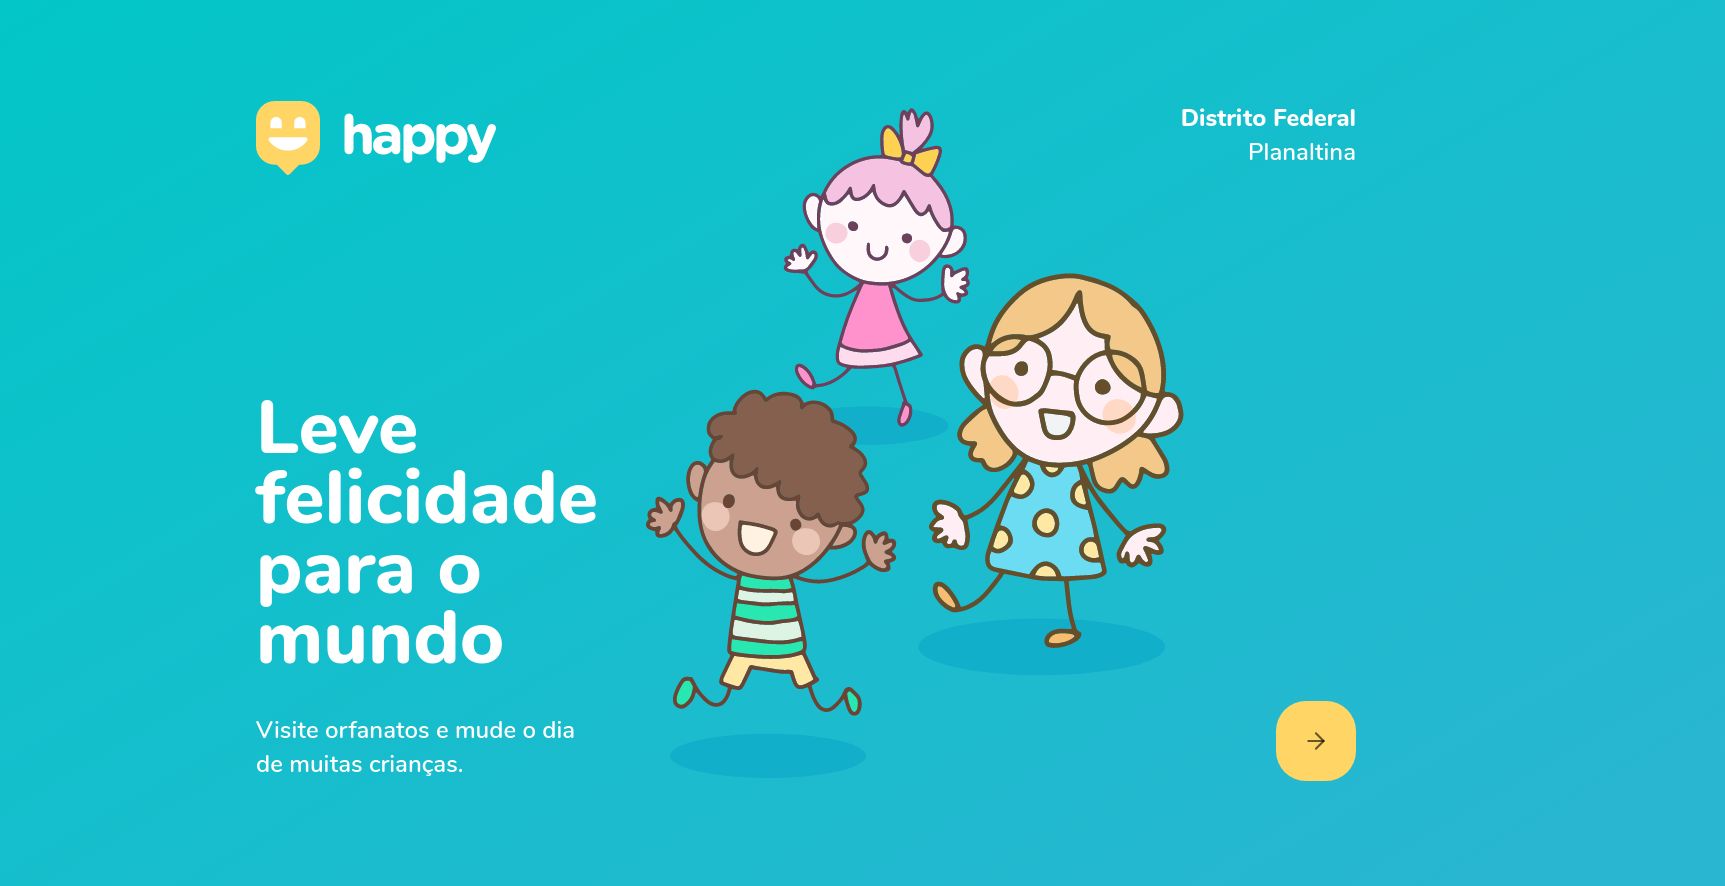 happy
Distrito Federal
Planaltina
Leve
felicidade
para o
mundo
Visite orfanatos e mude o dia
de muitas crianças.